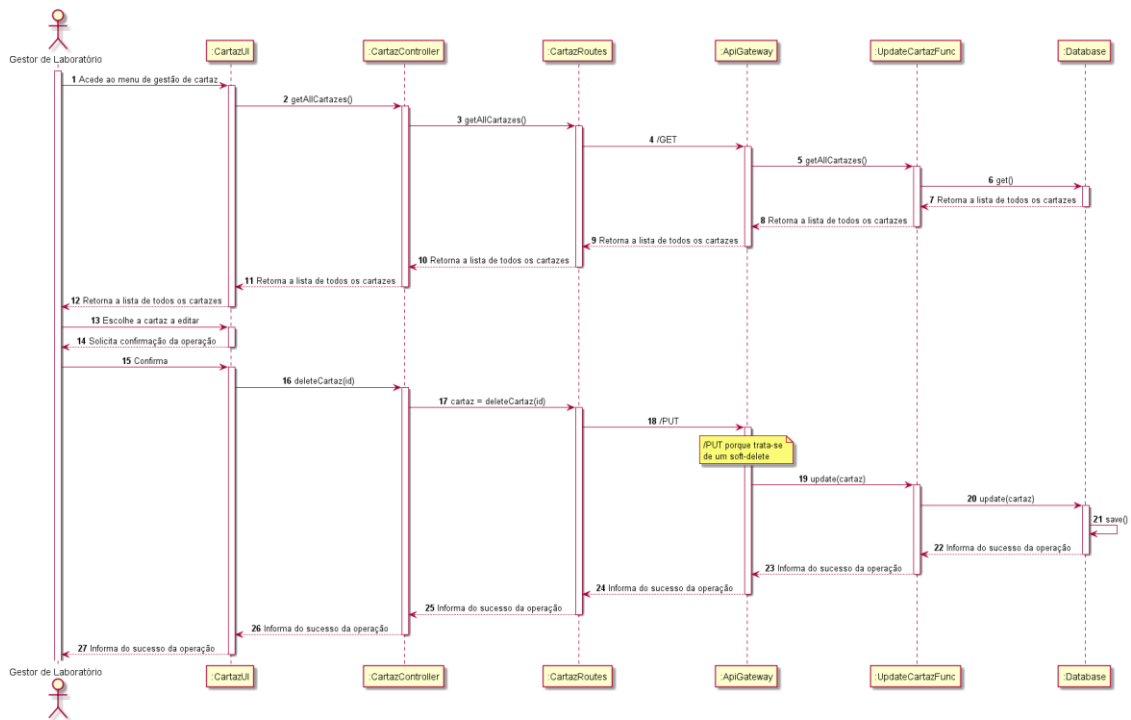 Gestor de Laboratório
:CartazUI
:CartazController
:CartazRoutes
:ApiGateway
:UpdateCartazFunc
:Database
1 Acede ao menu de gestão de cartaz
2 getAllCartazes()
3 getAllCartazes()
4 /GET
5 getAllCartazes()
6 get()
7 Retorna a lista de todos os cartazes
8 Retorna a lista de todos os cartazes
9 Retorna a lista de todos os cartazes
10 Retorna a lista de todos os cartazes
11 Retorna a lista de todos os cartazes
12 Retorna a lista de todos os cartazes
13 Escolhe a cartaz a editar
14 Solicita confirmação da operação
15 Confirma
16 deleteCartaz(id)
17 cartaz = deleteCartaz(id)
18 /PUT
/PUT porque trata-se
de um soft-delete
19 update(cartaz)
20 update(cartaz)
21 save()
22 Informa do sucesso da operação
23 Informa do sucesso da operação
24 Informa do sucesso da operação
25 Informa do sucesso da operação
26 Informa do sucesso da operação
27 Informa do sucesso da operação
Gestor de Laboratório
:CartazUI
:CartazController
:CartazRoutes
:ApiGateway
:UpdateCartazFunc
:Database